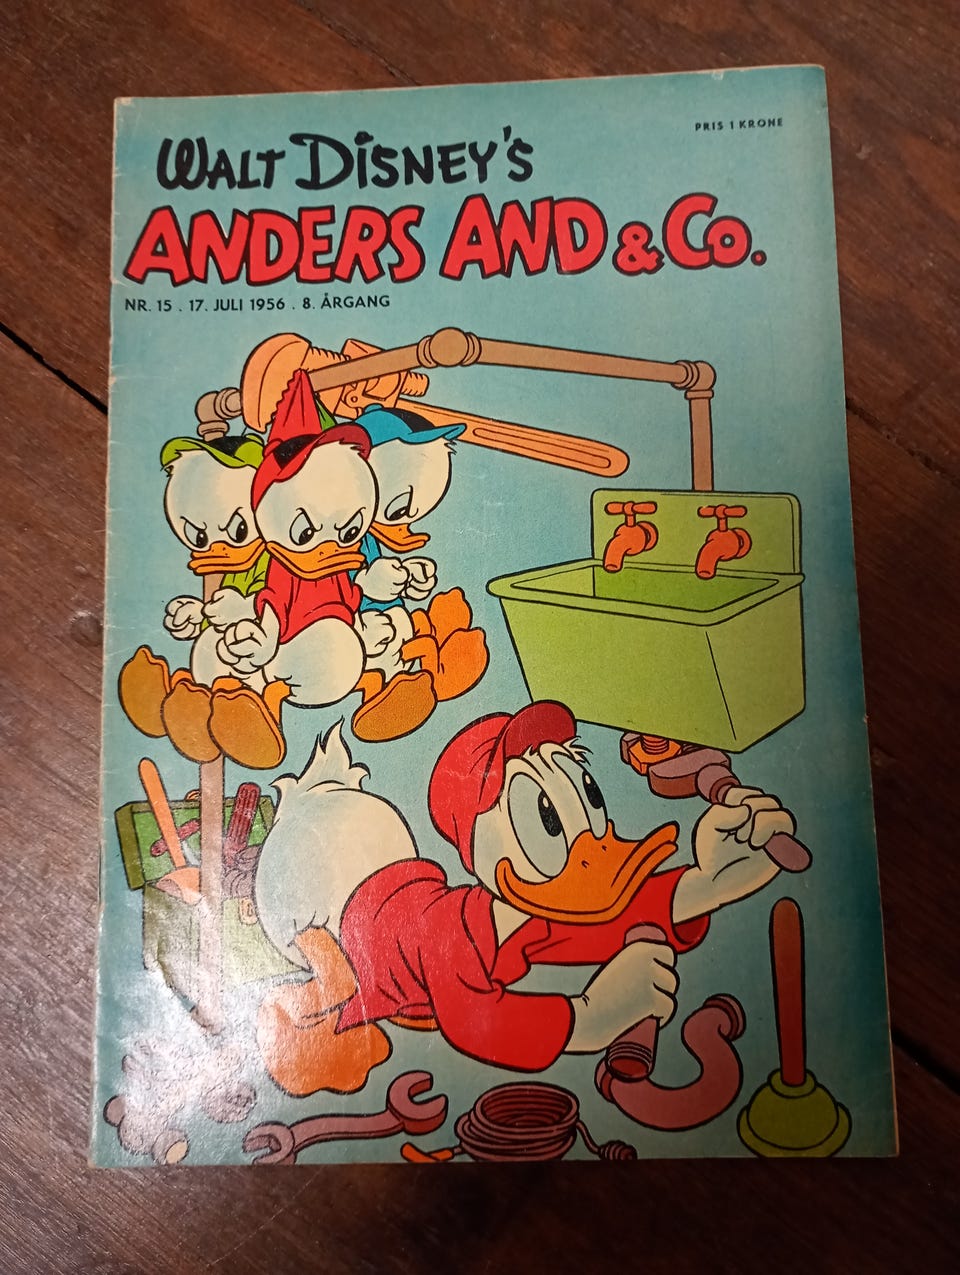 PRIS 1 KRONE
WALT DISNEY'S
ANDERS AND & Co.
NR. 15 . 17. JULI 1956 . 8. ÅRGANG